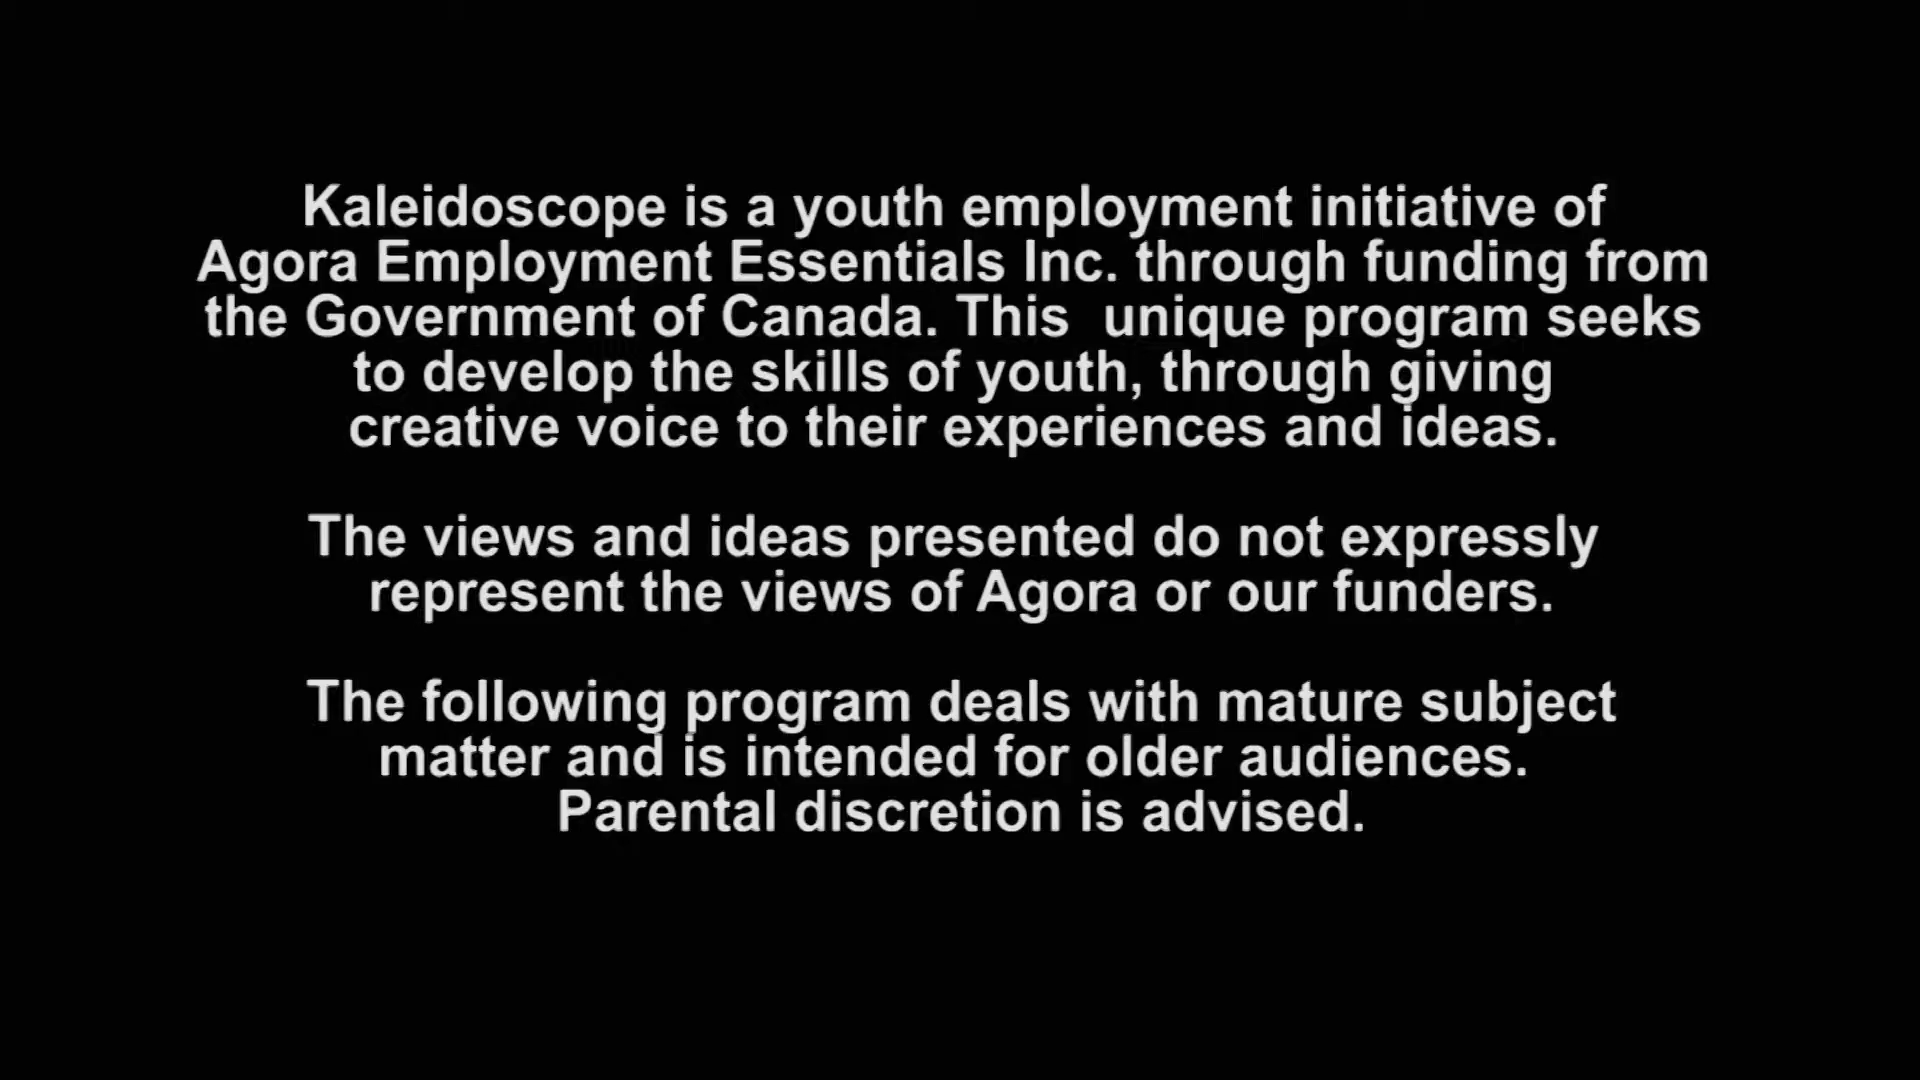 Kaleidoscope is a youth employment initiative of
Agora Employment Essentials Inc. through funding from
the Government of Canada. This  unique program seeks
to develop the skills of youth, through giving
creative voice to their experiences and ideas.
The views and ideas presented do not expressly
represent the views of Agora or our funders.
The following program deals with mature subject
matter and is intended for older audiences.
Parental discretion is advised.